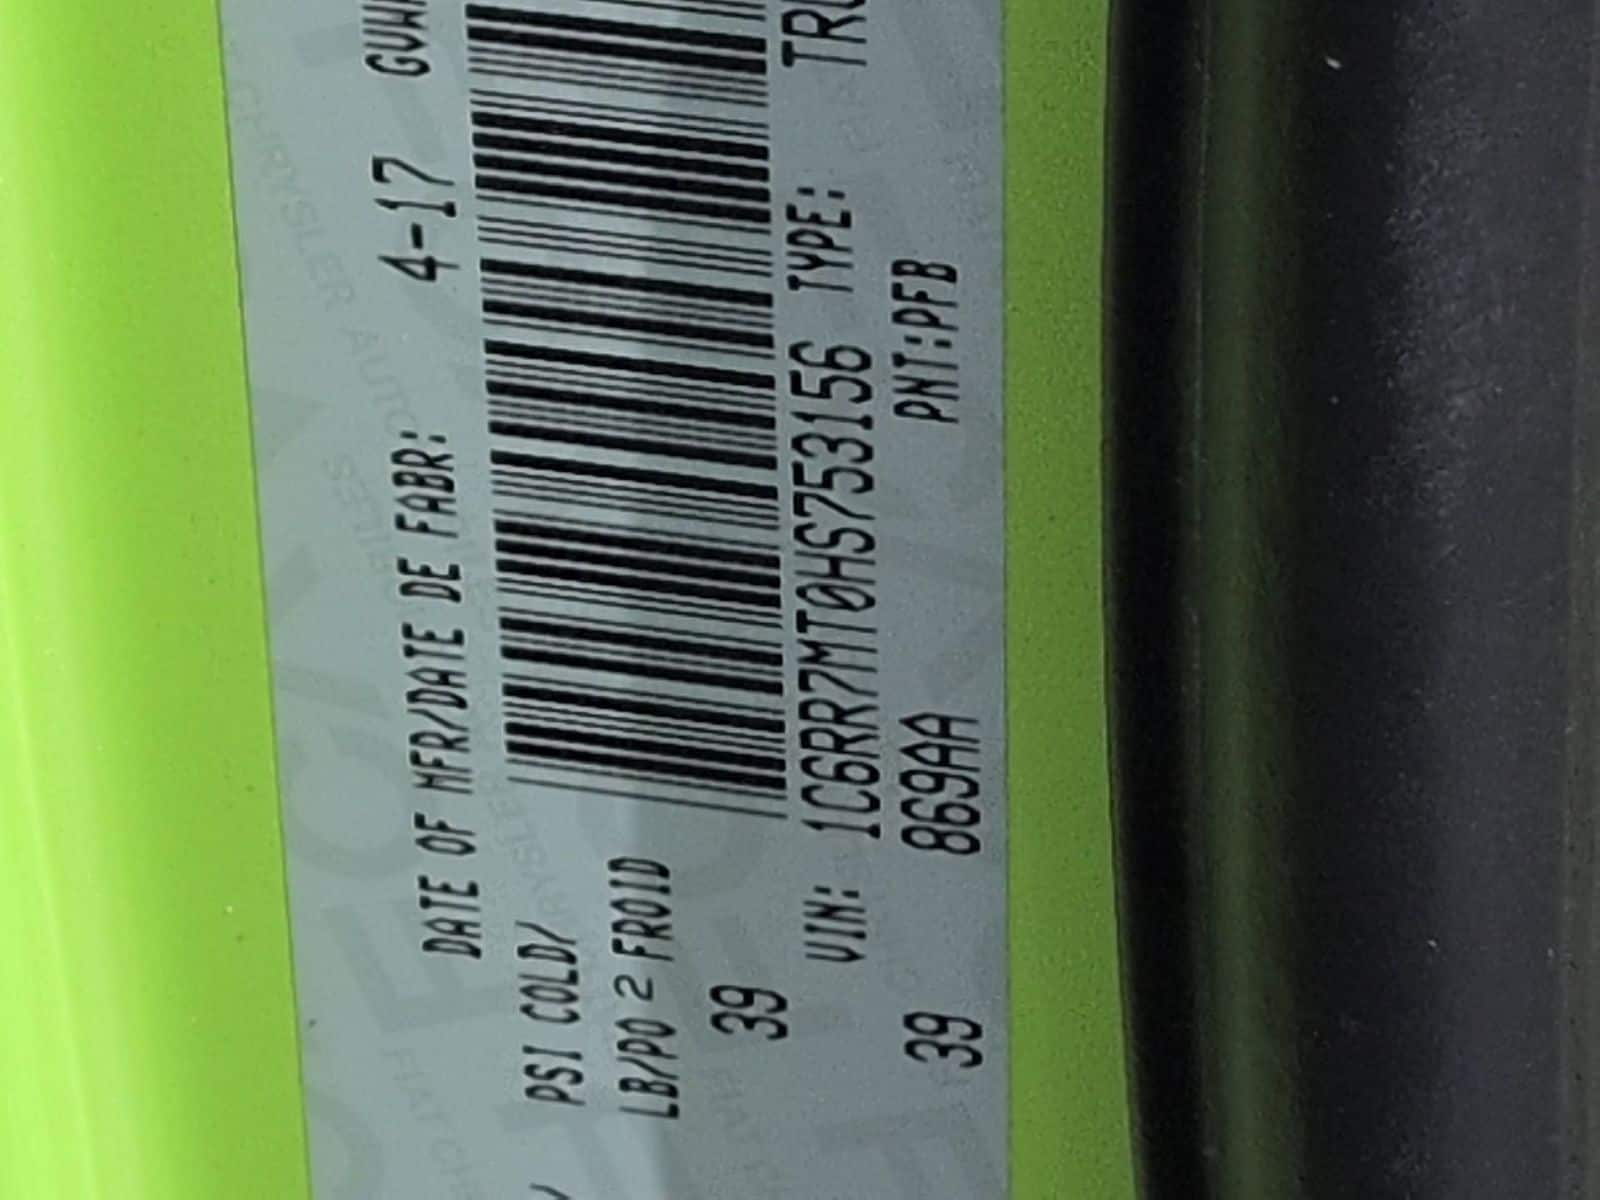 DATE OF MFR/DATE DE FABR: 4-17 GVW
PSI COLD/
LB/PO 2 FROID
39
VIN: 1C6RR7MT0HS753156 TYPE: TRU
39 869AA PNT:PFB